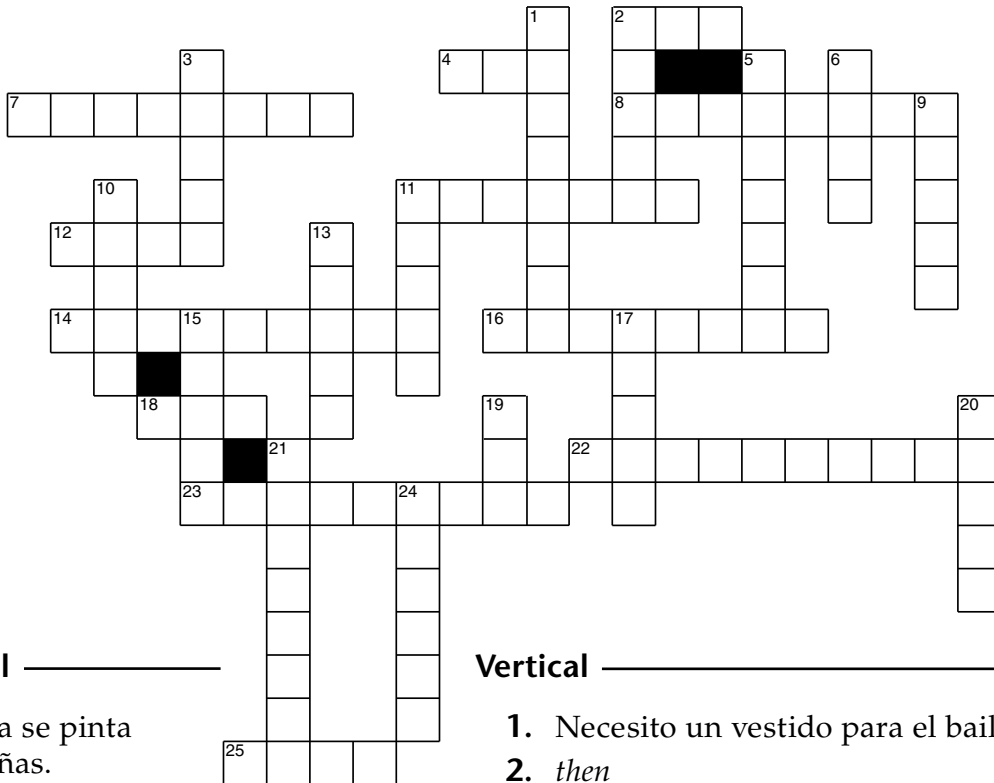 1 2
3 4 5 6
7 8 9
10 11
12 13
14 15 16 17
18 19 20
21 22
23 24
25
l
a se pinta
ñas.
Vertical
1. Necesito un vestido para el bail
2. then